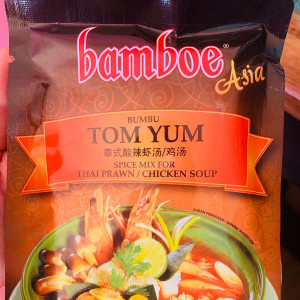 bamboe®
Asia
BUMBU
TOM YUM
泰式酸辣虾汤/鸡汤
SPICE MIX FOR
THAI PRAWN / CHICKEN SOUP